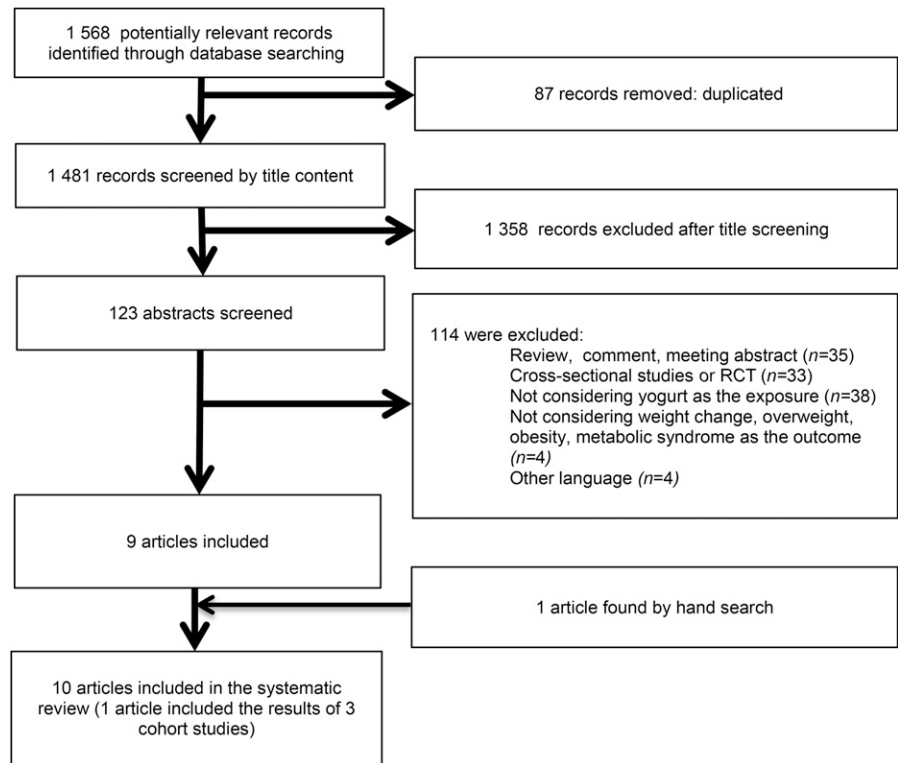 1 568 potentially relevant records
identified through database searching
87 records removed: duplicated
1 481 records screened by title content
1 358 records excluded after title screening
123 abstracts screened
114 were excluded:
Review, comment, meeting abstract (n=35)
Cross-sectional studies or RCT (n=33)
Not considering yogurt as the exposure (n=38)
Not considering weight change, overweight,
obesity, metabolic syndrome as the outcome
(n=4)
Other language (n=4)
9 articles included
1 article found by hand search
10 articles included in the systematic
review (1 article included the results of 3
cohort studies)